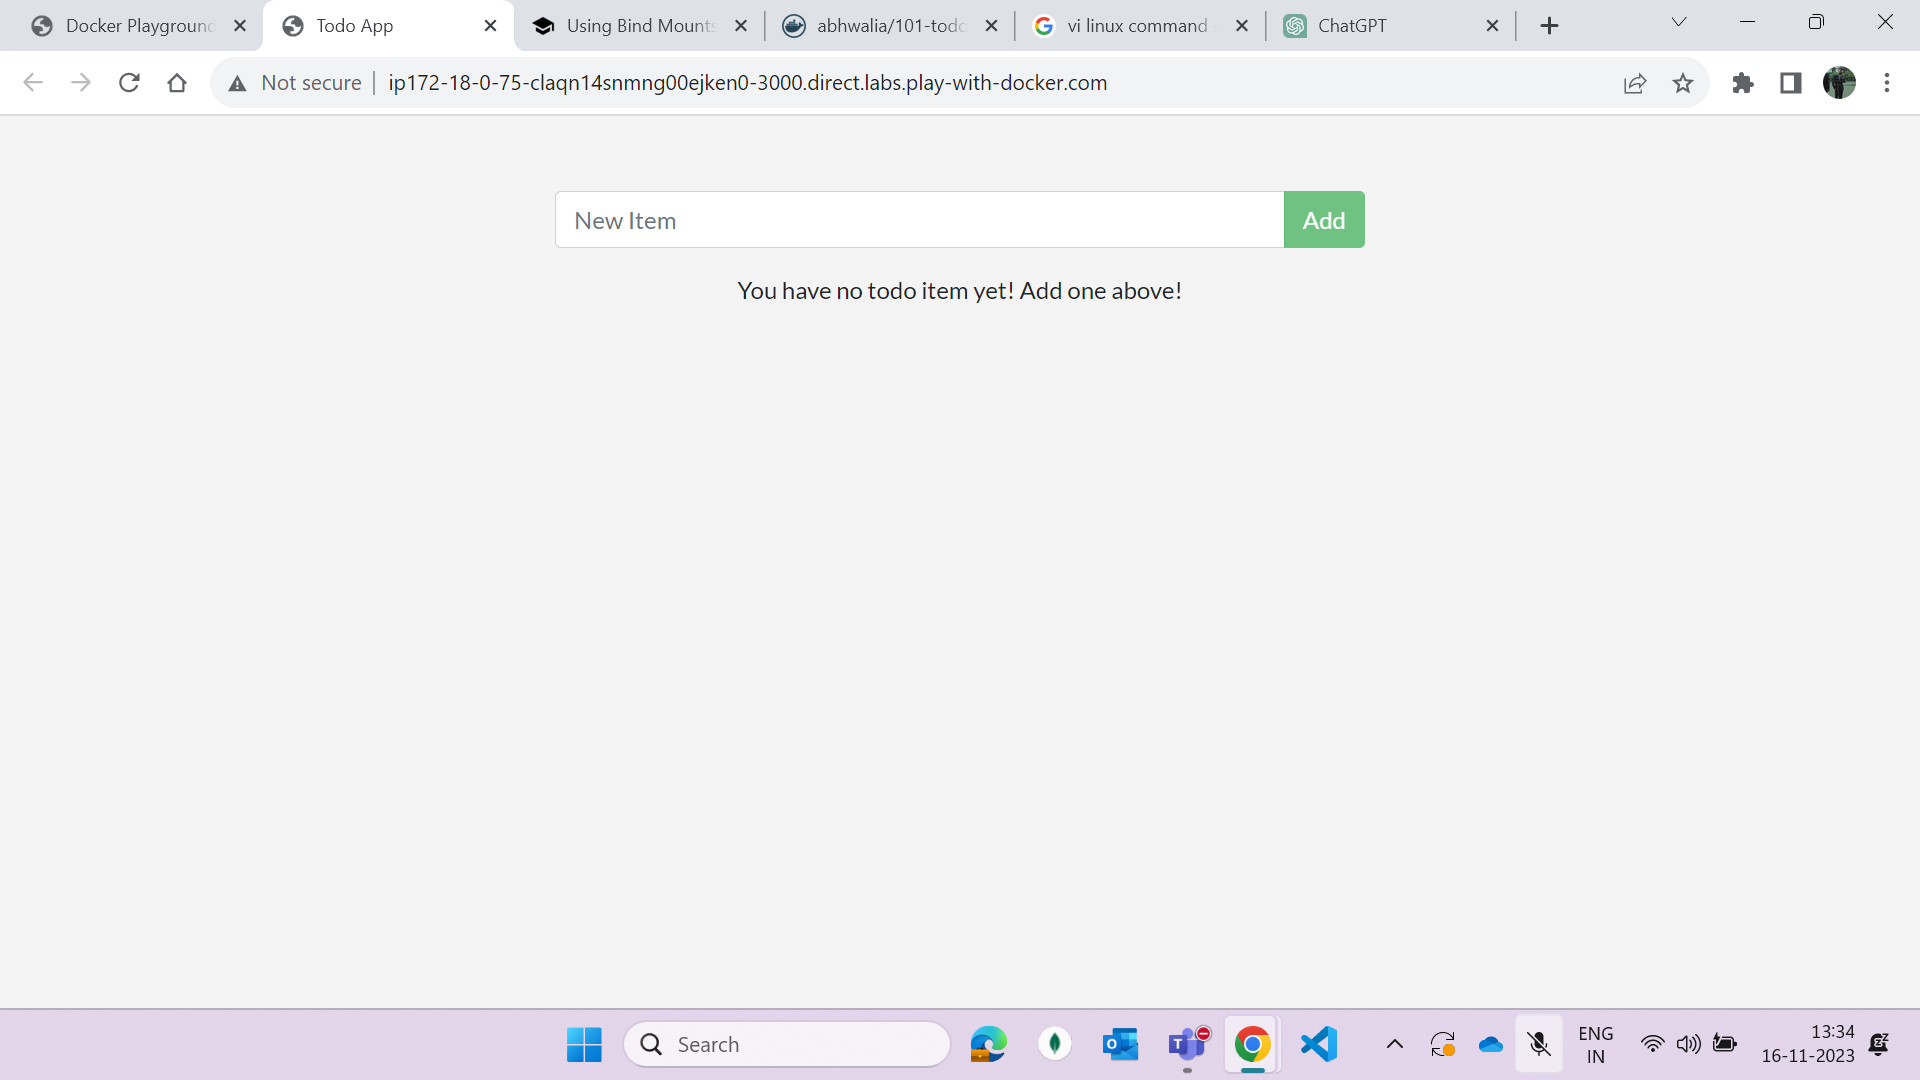 Docker Playground
Todo App
Using Bind Mounts
abhwalia/101-todo
vi linux command
ChatGPT
Not secure
ip172-18-0-75-claqn14snmng00ejken0-3000.direct.labs.play-with-docker.com
New Item
Add
You have no todo item yet! Add one above!
Search
ENG
IN
13:34
16-11-2023